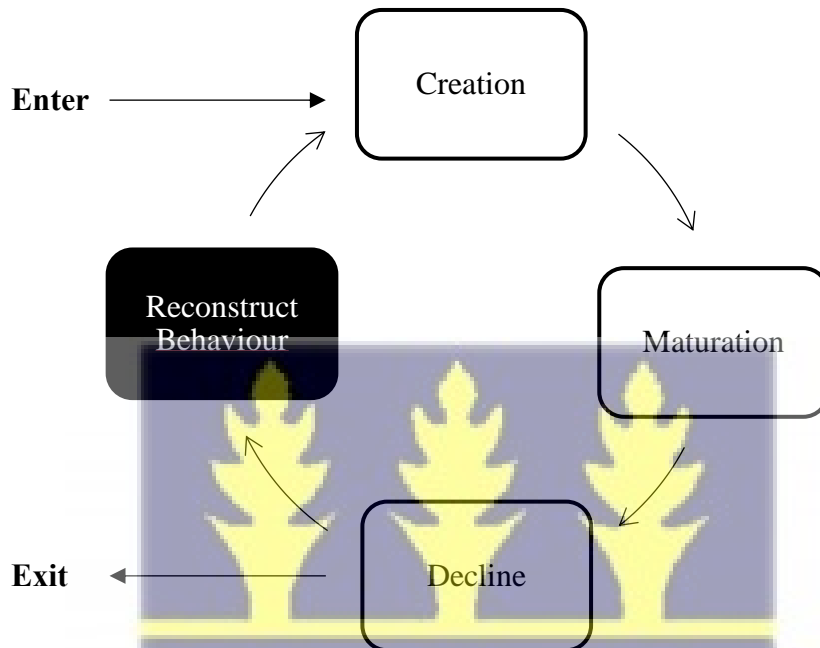 Creation
Enter
Reconstruct
Behaviour
Maturation
Exit
Decline